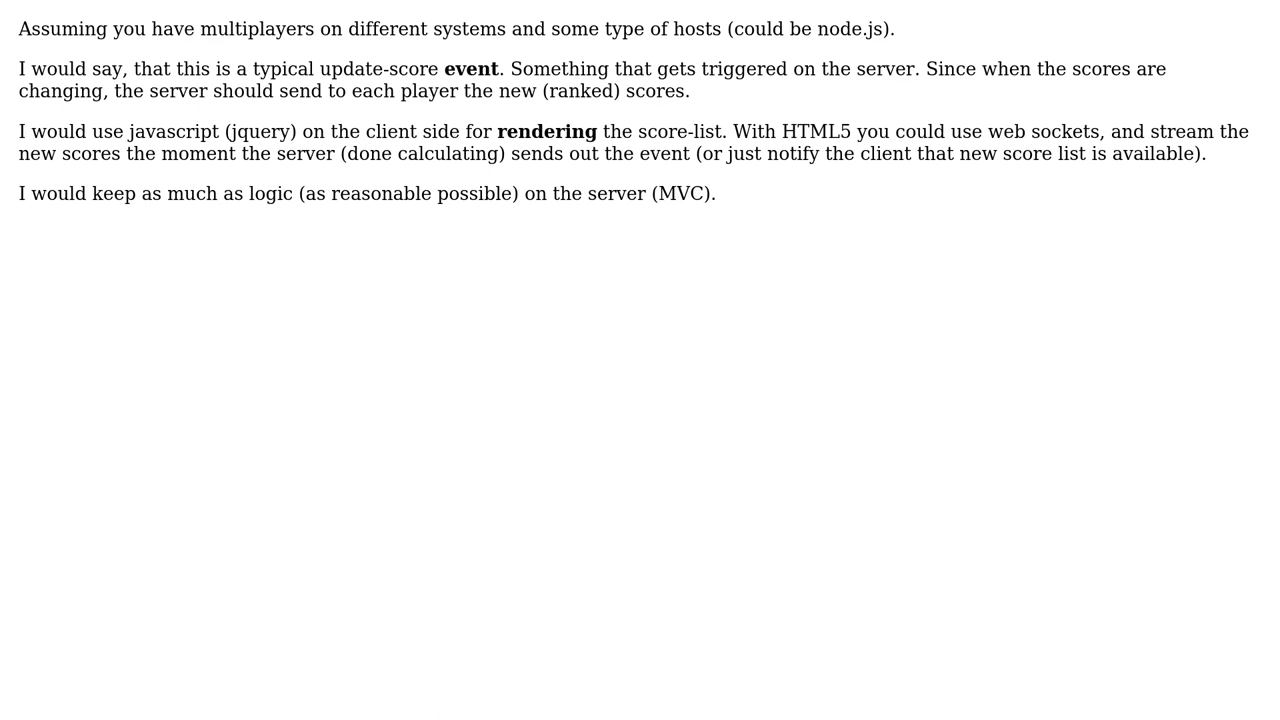 Assuming you have multiplayers on different systems and some type of hosts (could be node.js).
I would say, that this is a typical update-score event. Something that gets triggered on the server. Since when the scores are
changing, the server should send to each player the new (ranked) scores.
I would use javascript (jquery) on the client side for rendering the score-list. With HTML5 you could use web sockets, and stream the
new scores the moment the server (done calculating) sends out the event (or just notify the client that new score list is available).
I would keep as much as logic (as reasonable possible) on the server (MVC).